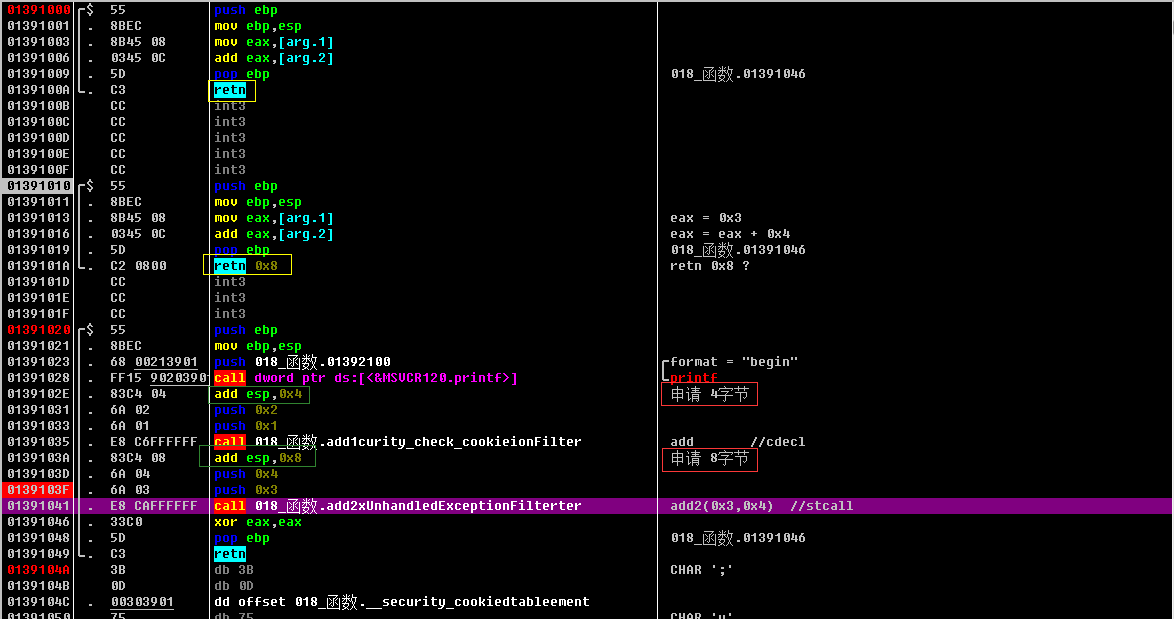 01391000 $ 55 push ebp
01391001 . 8BEC mov ebp,esp
01391003 . 8B45 08 mov eax,[arg.1]
01391006 . 0345 0C add eax,[arg.2]
01391009 . 5D pop ebp 018_函数.01391046
0139100A . C3 retn
0139100B CC int3
0139100C CC int3
0139100D CC int3
0139100E CC int3
0139100F CC int3
01391010 $ 55 push ebp
01391011 . 8BEC mov ebp,esp
01391013 . 8B45 08 mov eax,[arg.1] eax = 0x3
01391016 . 0345 0C add eax,[arg.2] eax = eax + 0x4
01391019 . 5D pop ebp 018_函数.01391046
0139101A . C2 0800 retn 0x8 retn 0x8 ?
0139101D CC int3
0139101E CC int3
0139101F CC int3
01391020 $ 55 push ebp
01391021 . 8BEC mov ebp,esp
01391023 . 68 00213901 push 018_函数.01392100 format = "begin"
01391028 . FF15 9020390 call dword ptr ds:[<&MSVCR120.printf>] printf
0139102E . 83C4 04 add esp,0x4 申请 4字节
01391031 . 6A 02 push 0x2
01391033 . 6A 01 push 0x1
01391035 . E8 C6FFFFFF call 018_函数.add1curity_check_cookieionFilter add //cdecl
0139103A . 83C4 08 add esp,0x8 申请 8字节
0139103D . 6A 04 push 0x4
0139103F . 6A 03 push 0x3
01391041 . E8 CAFFFFFF call 018_函数.add2xUnhandledExceptionFilterter add2(0x3,0x4) //stcall
01391046 . 33C0 xor eax,eax
01391048 . 5D pop ebp 018_函数.01391046
01391049 . C3 retn
0139104A 3B db 3B CHAR ';'
0139104B 0D db 0D
0139104C . 00303901 dd offset 018_函数.__security_cookiedtableement
01391050 75 db 75 CHAR 'u'